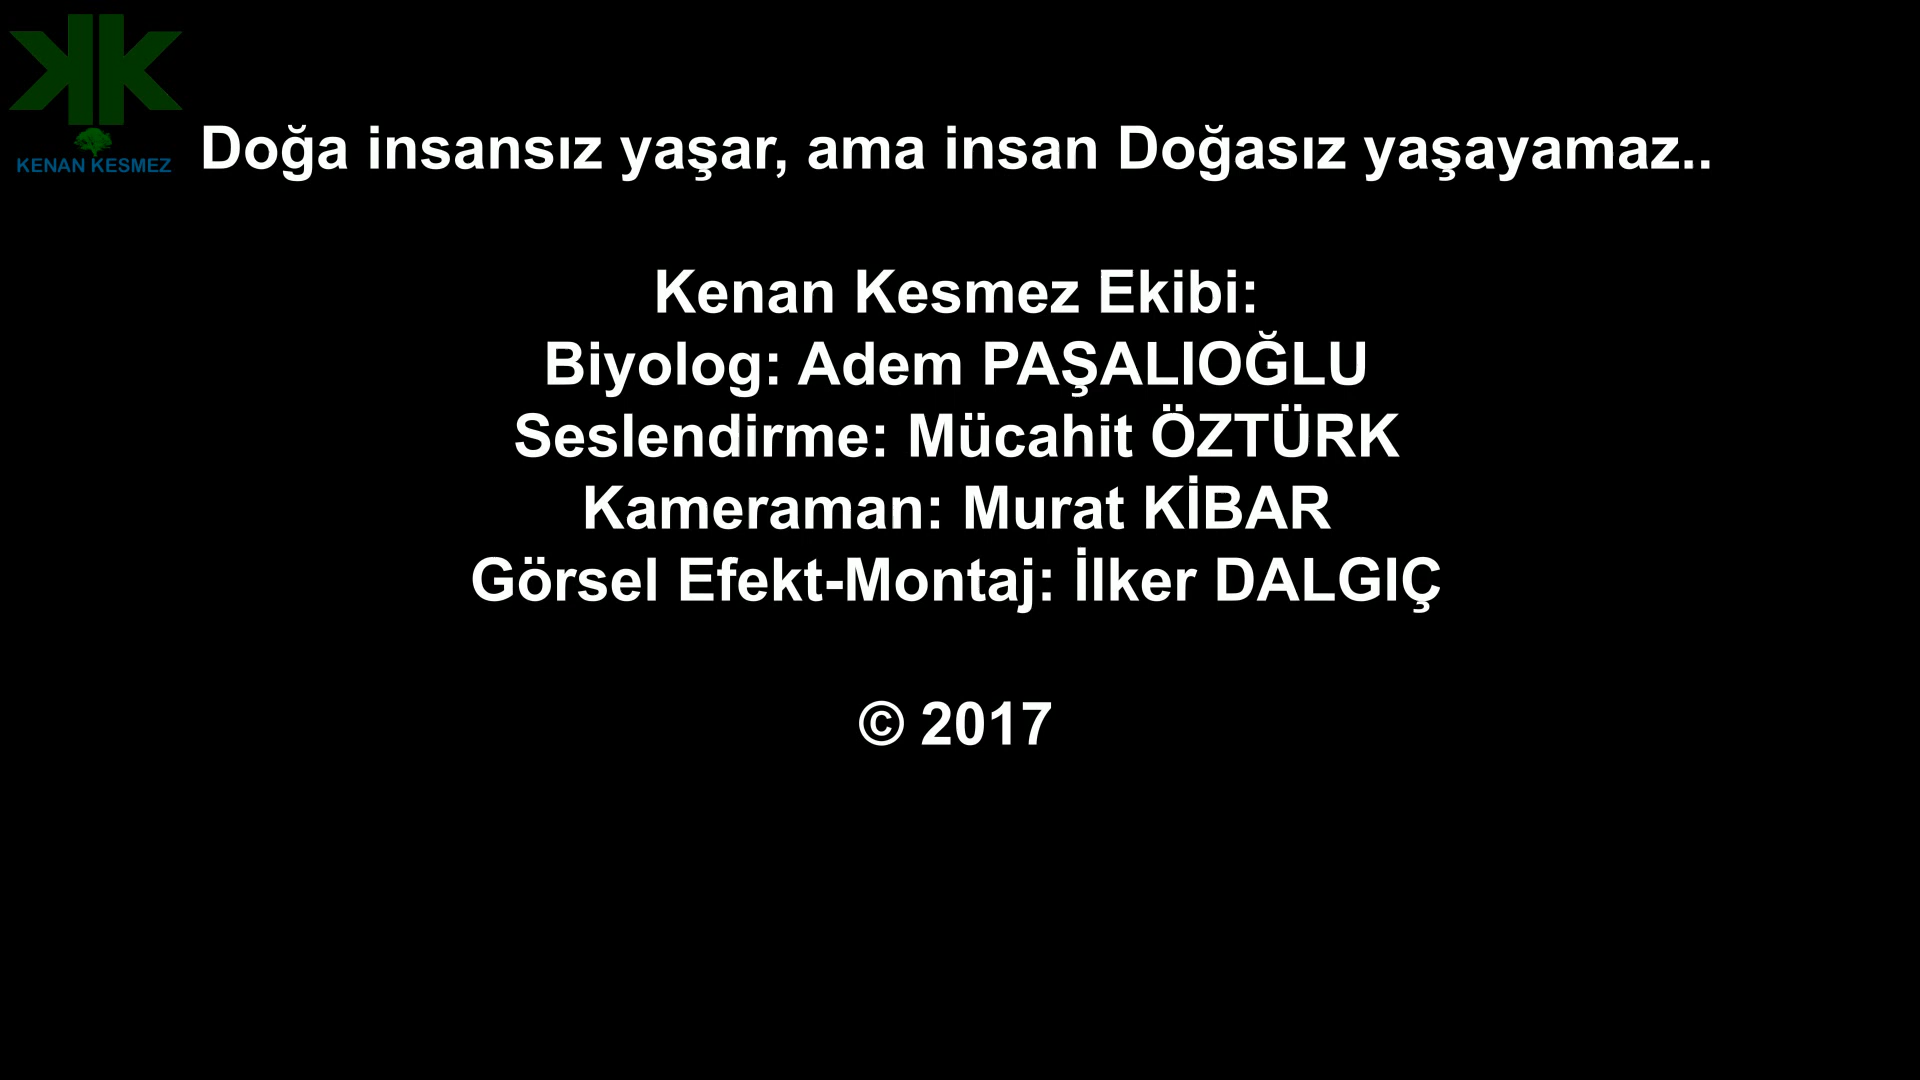 KENAN KESMEZ
Doğa insansız yaşar, ama insan Doğasız yaşayamaz..
Kenan Kesmez Ekibi:
Biyolog: Adem PAŞALIOĞLU
Seslendirme: Mücahit ÖZTÜRK
Kameraman: Murat KİBAR
Görsel Efekt-Montaj: İlker DALGIÇ
© 2017